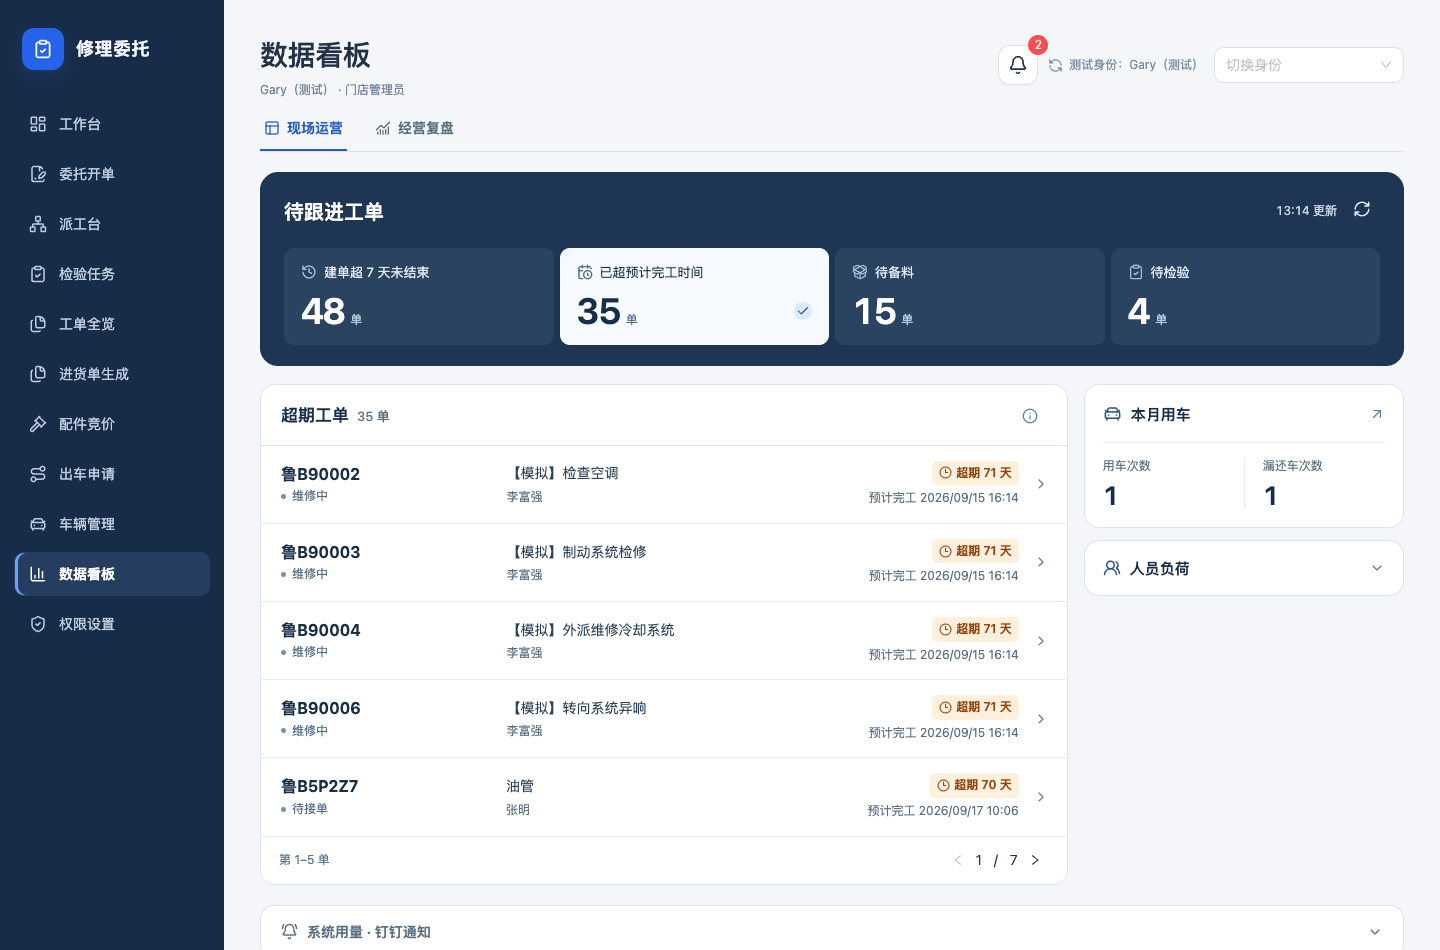 修理委托
工作台
委托开单
派工台
检验任务
工单全览
进货单生成
配件竞价
出车申请
车辆管理
数据看板
权限设置
数据看板
Gary（测试） · 门店管理员
2
测试身份：Gary（测试）
切换身份
现场运营
经营复盘
待跟进工单
13:14 更新
建单超 7 天未结束
48 单
已超预计完工时间
35 单
待备料
15 单
待检验
4 单
超期工单 35 单
鲁B90002
维修中
【模拟】检查空调
李富强
超期 71 天
预计完工 2026/09/15 16:14
鲁B90003
维修中
【模拟】制动系统检修
李富强
超期 71 天
预计完工 2026/09/15 16:14
鲁B90004
维修中
【模拟】外派维修冷却系统
李富强
超期 71 天
预计完工 2026/09/15 16:14
鲁B90006
维修中
【模拟】转向系统异响
李富强
超期 71 天
预计完工 2026/09/15 16:14
鲁B5P2Z7
待接单
油管
张明
超期 70 天
预计完工 2026/09/17 10:06
第 1–5 单
1 / 7
本月用车
用车次数
1
漏还车次数
1
人员负荷
系统用量 · 钉钉通知